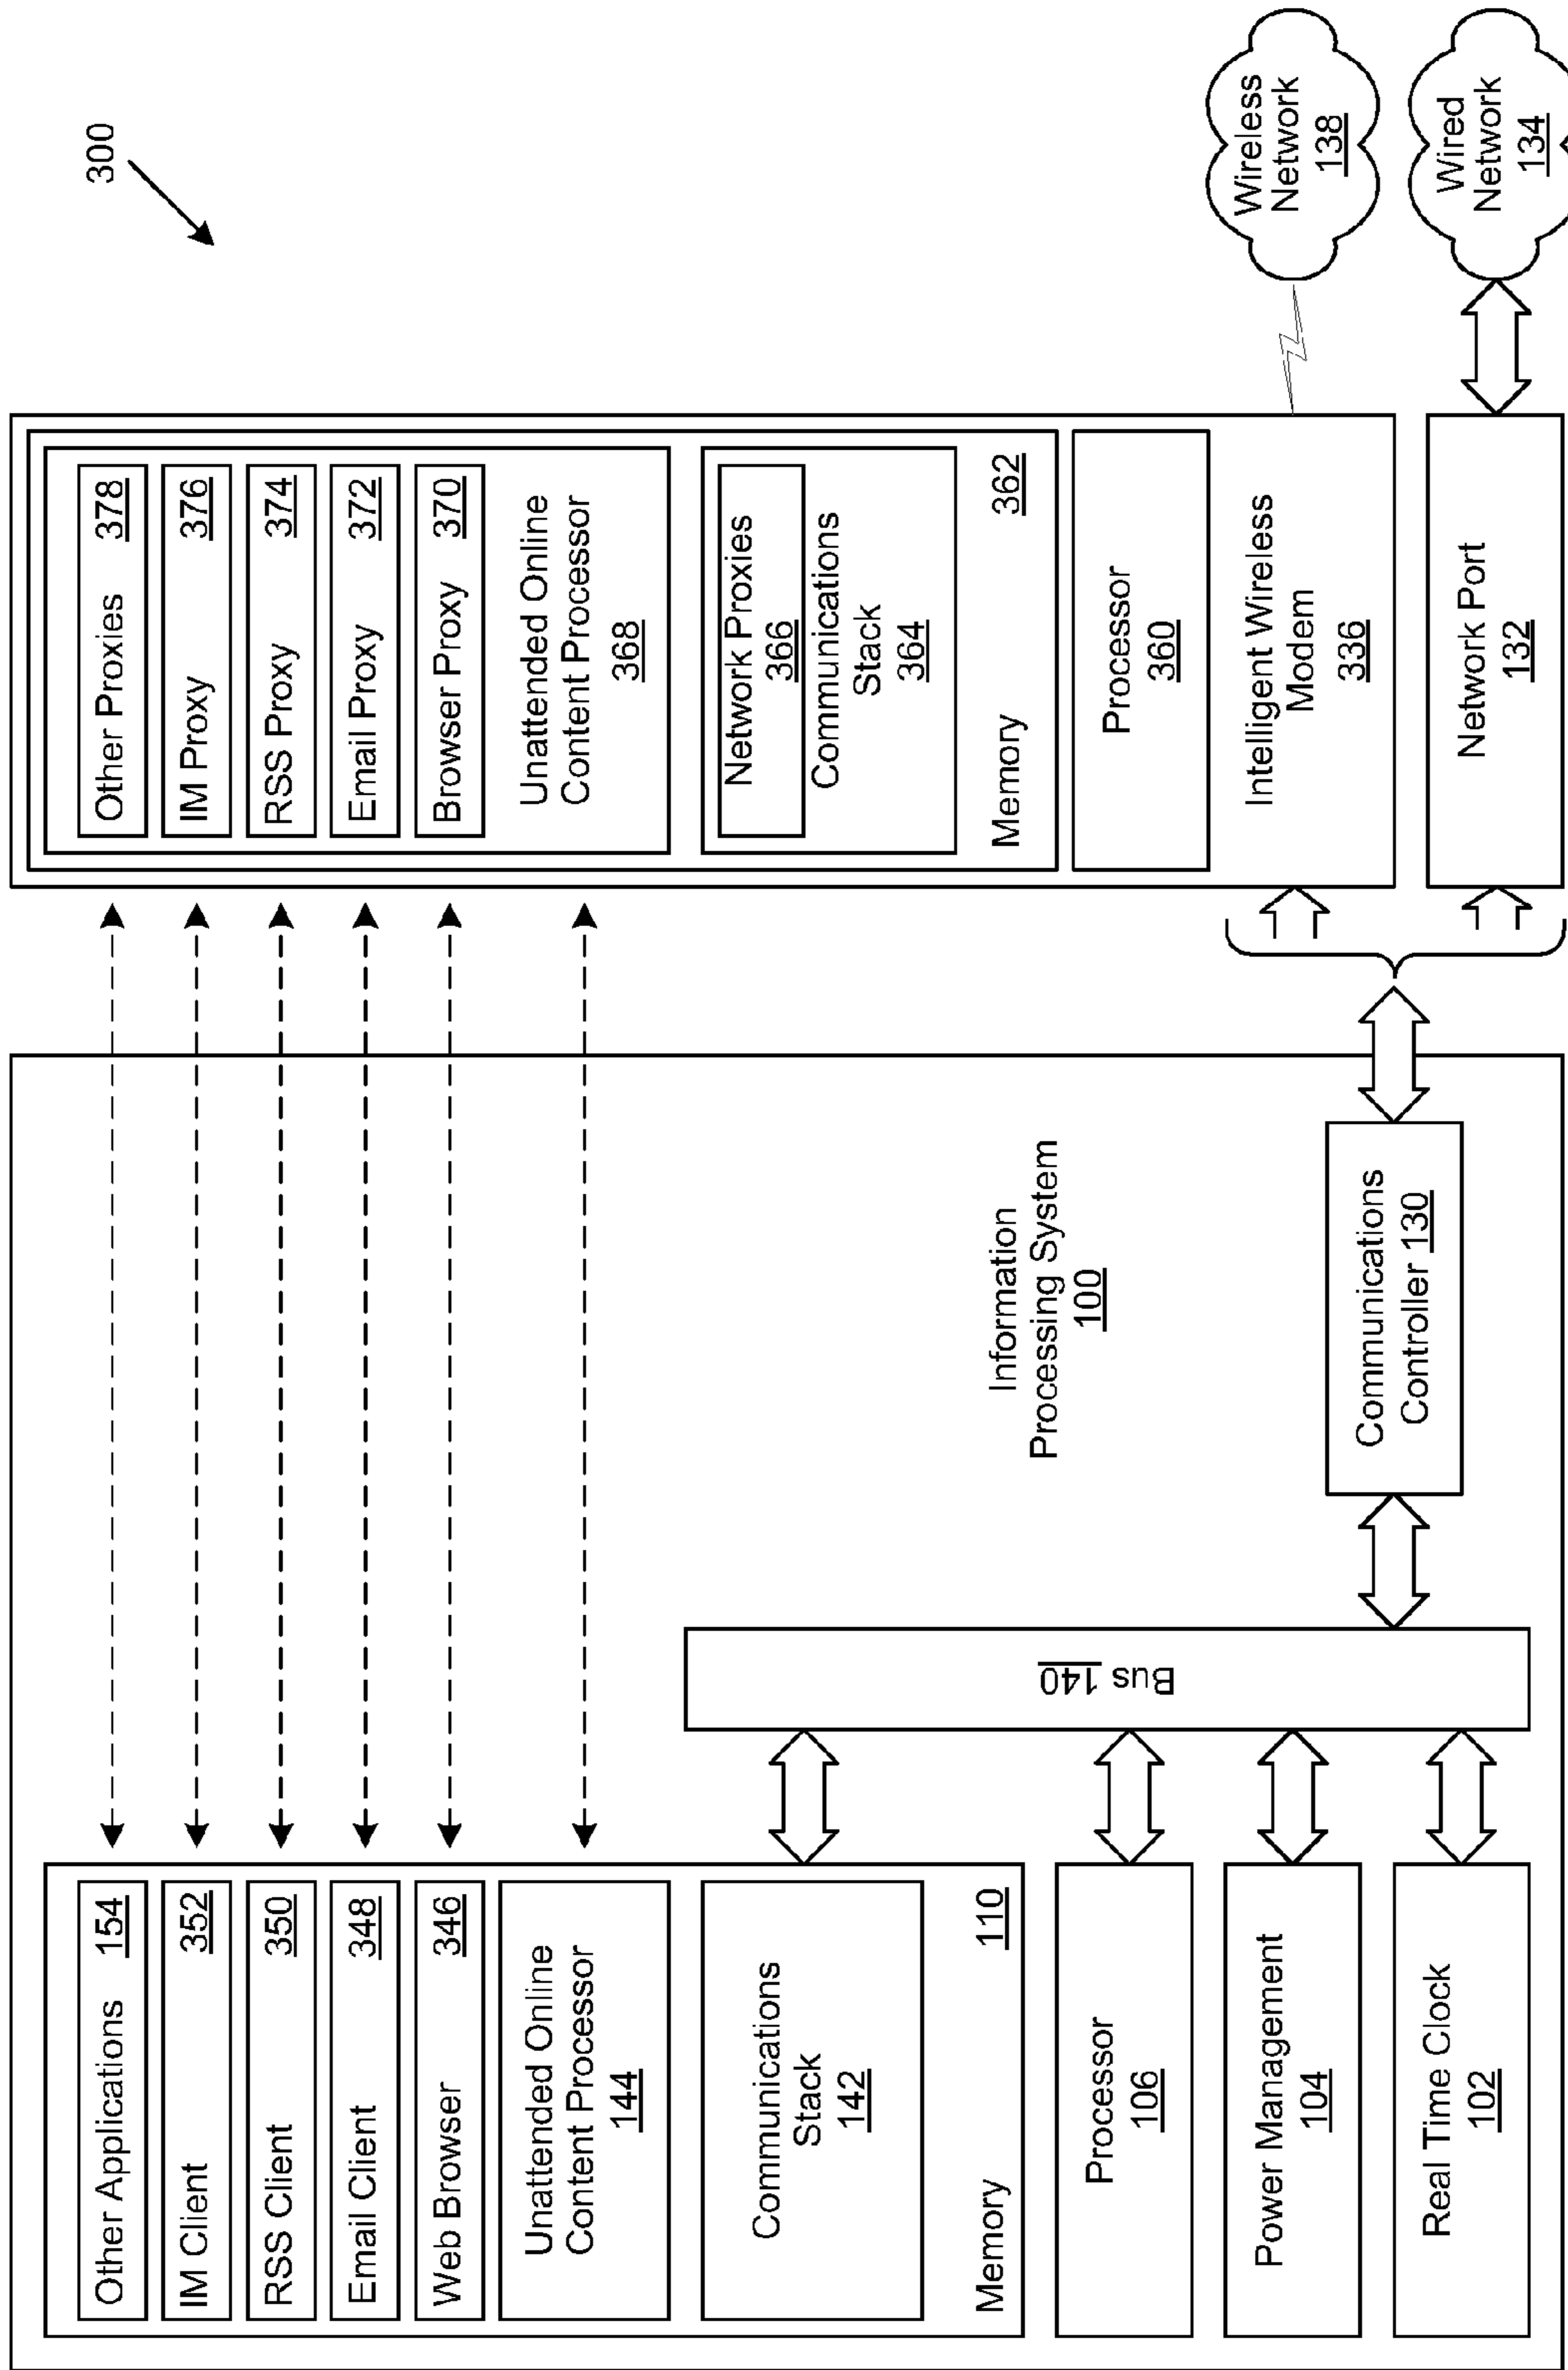 300
Other Applications 154
IM Client 352
RSS Client 350
Email Client 348
Web Browser 346
Unattended Online
Content Processor
144
Communications
Stack
142
Memory 110
Processor
106
Power Management
104
Real Time Clock
102
Bus 140
Information
Processing System
100
Communications
Controller 130
Other Proxies 378
IM Proxy 376
RSS Proxy 374
Email Proxy 372
Browser Proxy 370
Unattended Online
Content Processor
368
Network Proxies
366
Communications
Stack
364
Memory 362
Processor
360
Intelligent Wireless
Modem
336
Network Port
132
Wireless
Network
138
Wired
Network
134